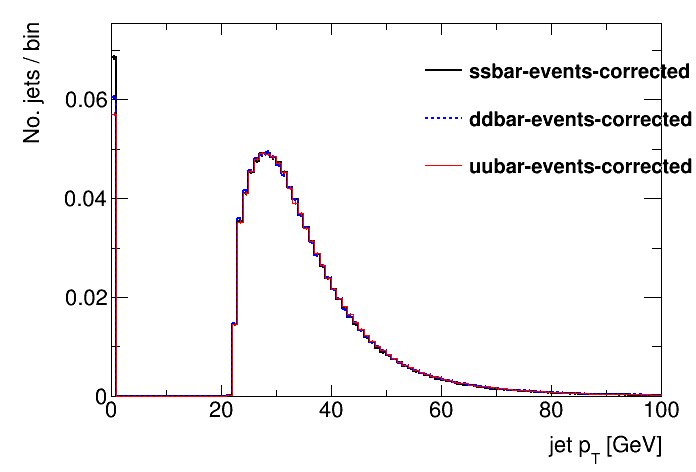 No. jets / bin
ssbar-events-corrected
ddbar-events-corrected
uubar-events-corrected
0.06
0.04
0.02
0
0 20 40 60 80 100
jet p_T [GeV]